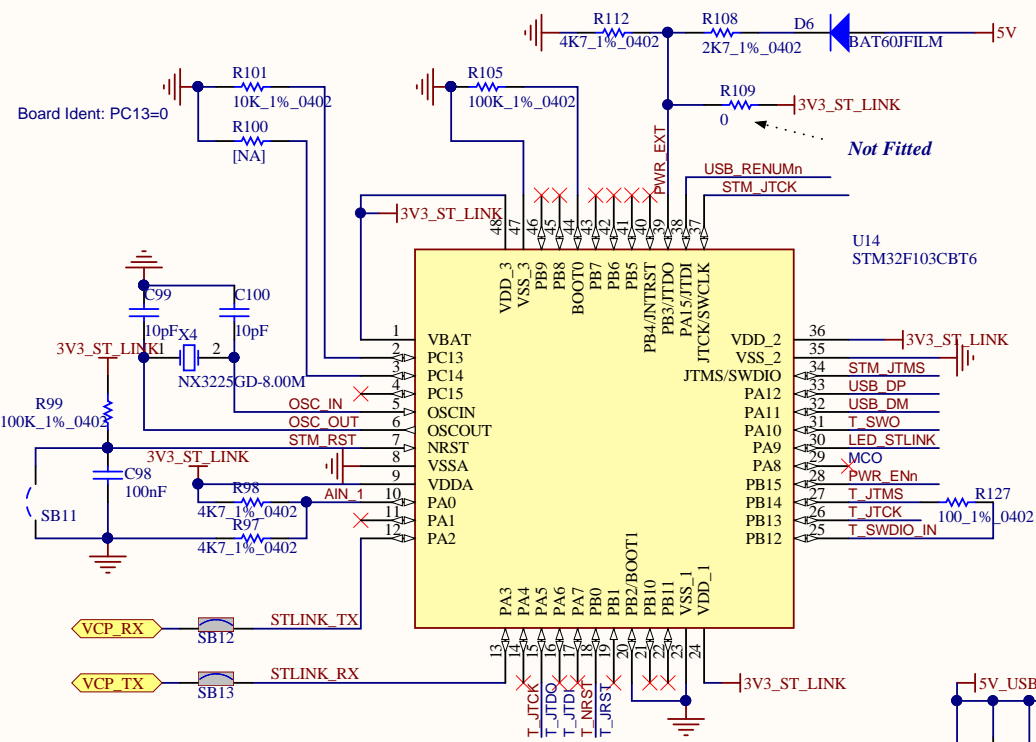 R112
4K7_1%_0402
R108
2K7_1%_0402
D6
BAT60JFILM
5V
R101
10K_1%_0402
R105
100K_1%_0402
R109
0
3V3_ST_LINK
Board Ident: PC13=0
R100
[NA]
Not Fitted
PWR_EXT
USB_RENUMn
STM_JTCK
3V3_ST_LINK
48
47
46
45
44
43
42
41
40
39
38
37
U14
STM32F103CBT6
VDD_3
VSS_3
PB9
PB8
BOOT0
PB7
PB6
PB5
PB4/JNTRST
PB3/JTDO
PA15/JTDI
JTCK/SWCLK
C99
10pF
C100
10pF
X4
1
2
NX3225GD-8.00M
3V3_ST_LINK
R99
100K_1%_0402
OSC_IN
OSC_OUT
STM_RST
3V3_ST_LINK
C98
100nF
SB11
R98
4K7_1%_0402
R97
4K7_1%_0402
AIN_1
1
2
3
4
5
6
7
8
9
10
11
12
VBAT
PC13
PC14
PC15
OSCIN
OSCOUT
NRST
VSSA
VDDA
PA0
PA1
PA2
VDD_2
VSS_2
JTMS/SWDIO
PA12
PA11
PA10
PA9
PA8
PB15
PB14
PB13
PB12
36
35
34
33
32
31
30
29
28
27
26
25
3V3_ST_LINK
STM_JTMS
USB_DP
USB_DM
T_SWO
LED_STLINK
MCO
PWR_ENn
T_JTMS
T_JTCK
T_SWDIO_IN
R127
100_1%_0402
PA3
PA4
PA5
PA6
PA7
PB0
PB1
PB2/BOOT1
PB10
PB11
VSS_1
VDD_1
13
14
15
16
17
18
19
20
21
22
23
24
VCP_RX
SB12
STLINK_TX
VCP_TX
SB13
STLINK_RX
T_JTCK
T_JTDO
T_JTDI
T_NRST
T_JRST
3V3_ST_LINK
5V_USB